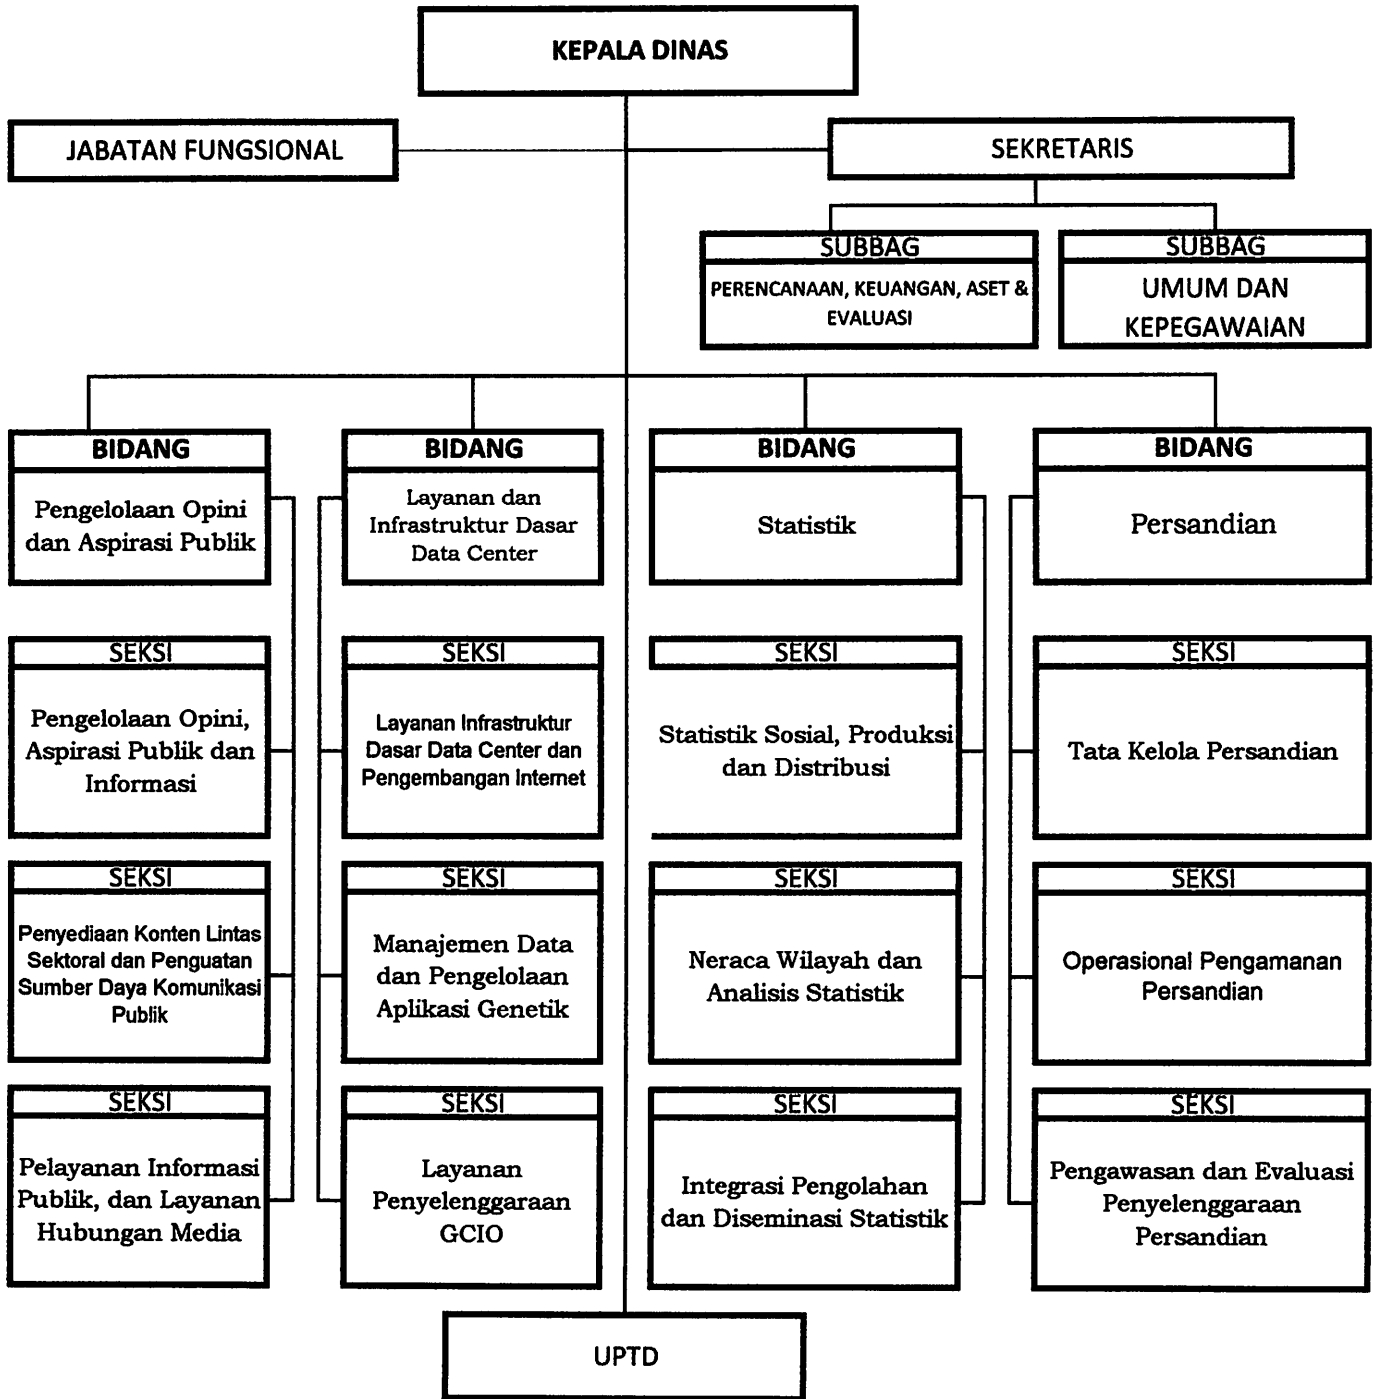 KEPALA DINAS
JABATAN FUNGSIONAL
SEKRETARIS
SUBBAG
PERENCANAAN, KEUANGAN, ASET &
EVALUASI
SUBBAG
UMUM DAN
KEPEGAWAIAN
BIDANG
Pengelolaan Opini
dan Aspirasi Publik
BIDANG
Layanan dan
Infrastruktur Dasar
Data Center
BIDANG
Statistik
BIDANG
Persandian
SEKSI
Pengelolaan Opini,
Aspirasi Publik dan
Informasi
SEKSI
Layanan Infrastruktur
Dasar Data Center dan
Pengembangan Internet
SEKSI
Statistik Sosial, Produksi
dan Distribusi
SEKSI
Tata Kelola Persandian
SEKSI
Penyediaan Konten Lintas
Sektoral dan Penguatan
Sumber Daya Komunikasi
Publik
SEKSI
Manajemen Data
dan Pengelolaan
Aplikasi Genetik
SEKSI
Neraca Wilayah dan
Analisis Statistik
SEKSI
Operasional Pengamanan
Persandian
SEKSI
Pelayanan Informasi
Publik, dan Layanan
Hubungan Media
SEKSI
Layanan
Penyelenggaraan
GCIO
SEKSI
Integrasi Pengolahan
dan Diseminasi Statistik
SEKSI
Pengawasan dan Evaluasi
Penyelenggaraan
Persandian
UPTD